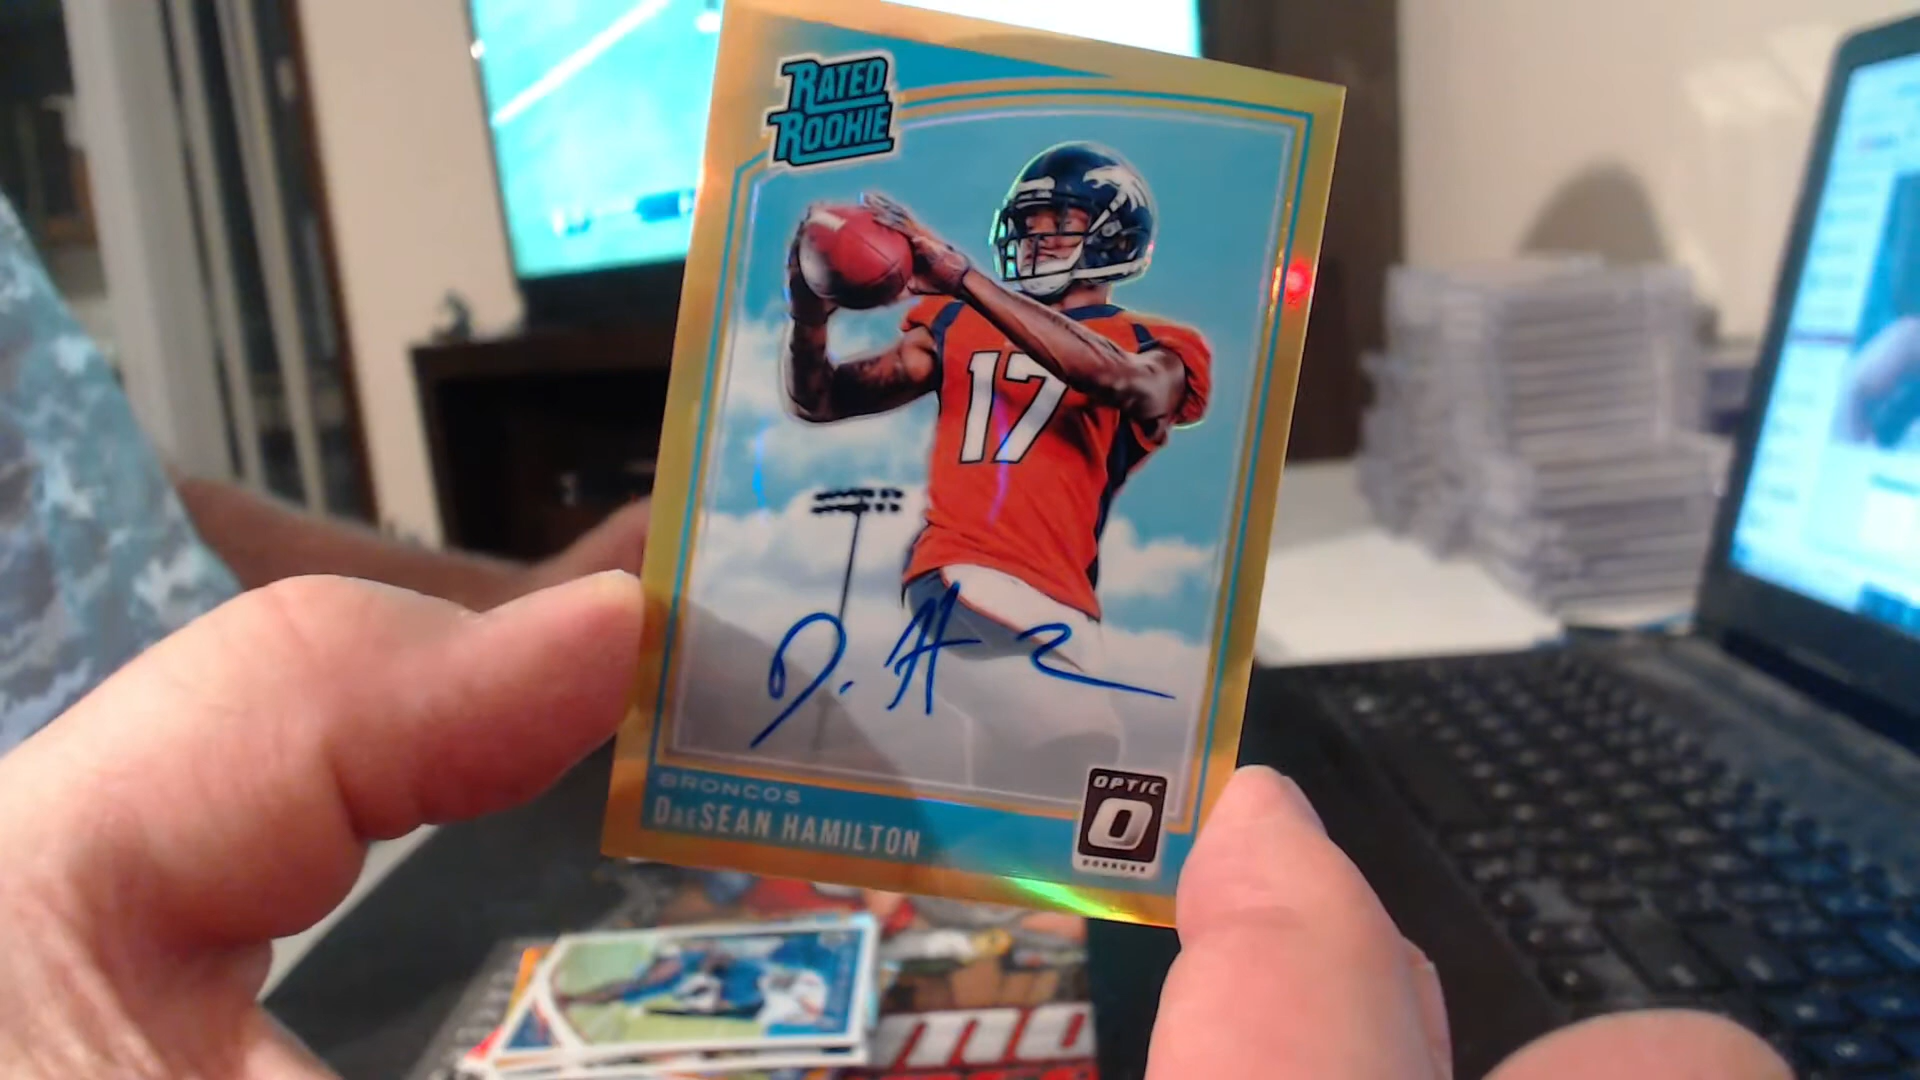 RATED
ROOKIE
17
D. H
BRONCOS
DaeSEAN HAMILTON
OPTIC
O
DONRUSS